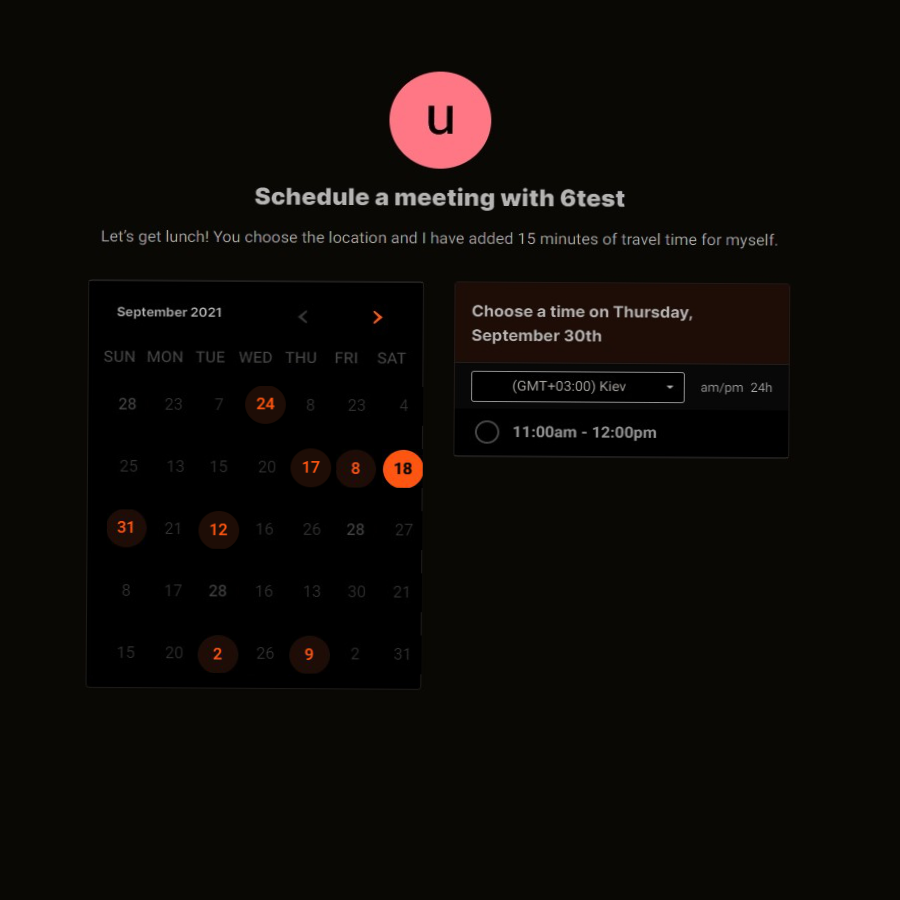 u
Schedule a meeting with 6test
Let's get lunch! You choose the location and I have added 15 minutes of travel time for myself.
September 2021
SUN MON TUE WED THU FRI SAT
28 23 7 24 8 23 4
25 13 15 20 17 8 18
31 21 12 16 26 28 27
8 17 28 16 13 30 21
15 20 2 26 9 2 31
Choose a time on Thursday,
September 30th
(GMT+03:00) Kiev am/pm 24h
11:00am - 12:00pm